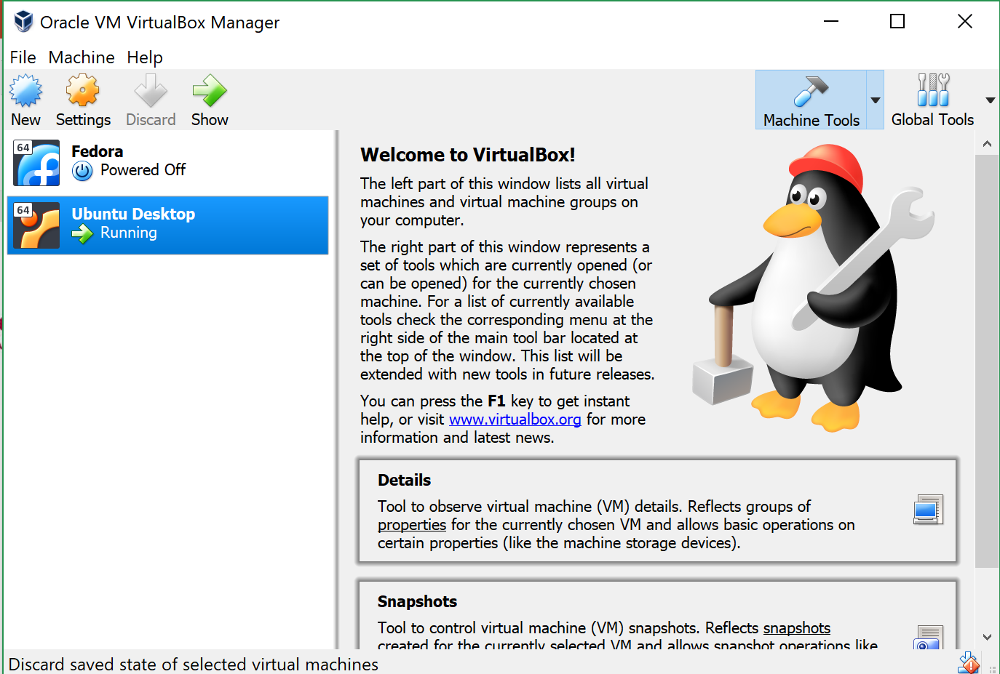 Oracle VM VirtualBox Manager
File Machine Help
New Settings Discard Show Machine Tools Global Tools
64
Fedora
Powered Off
64
Ubuntu Desktop
Running
Welcome to VirtualBox!
The left part of this window lists all virtual
machines and virtual machine groups on
your computer.
The right part of this window represents a
set of tools which are currently opened (or
can be opened) for the currently chosen
machine. For a list of currently available
tools check the corresponding menu at the
right side of the main tool bar located at
the top of the window. This list will be
extended with new tools in future releases.
You can press the F1 key to get instant
help, or visit www.virtualbox.org for more
information and latest news.
Details
Tool to observe virtual machine (VM) details. Reflects groups of
properties for the currently chosen VM and allows basic operations on
certain properties (like the machine storage devices).
Snapshots
Tool to control virtual machine (VM) snapshots. Reflects snapshots
created for the currently selected VM and allows snapshot operations like
Discard saved state of selected virtual machines